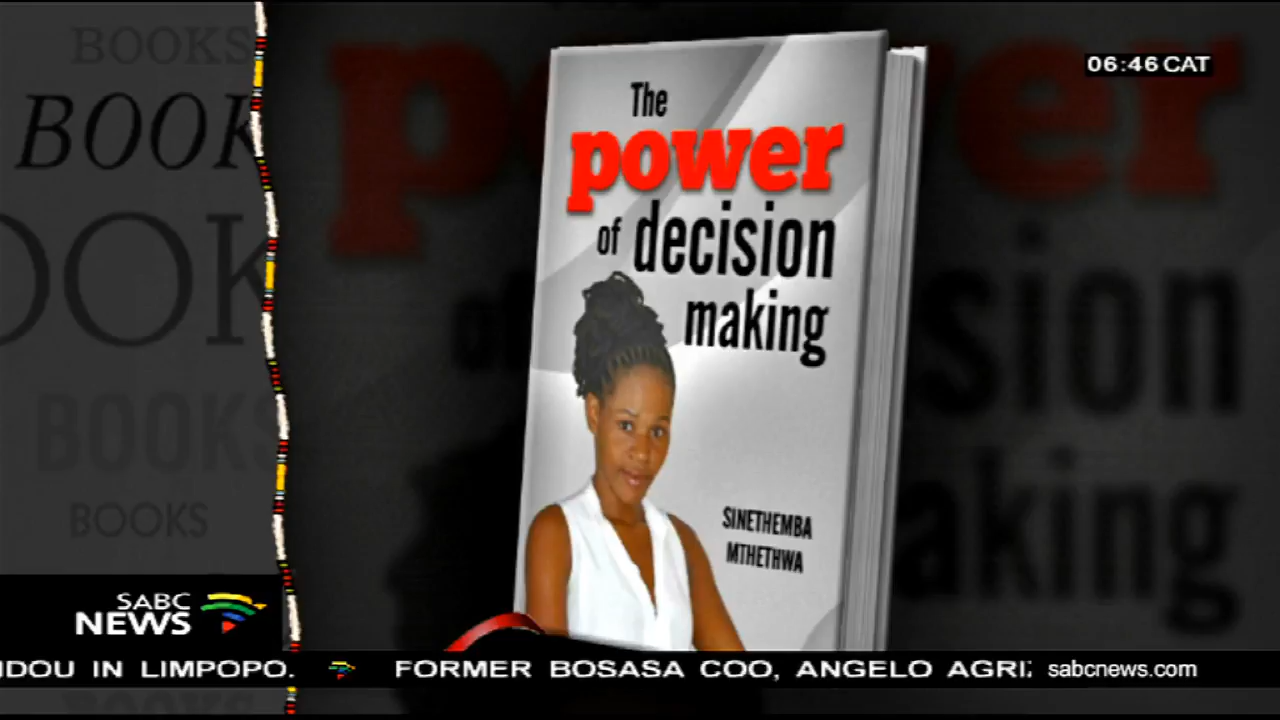 BOOKS
BOOK
OOK
BOOKS
BOOKS
06:46 CAT
The
power
of decision
making
SINETHEMBA
MTHETHWA
SABC
NEWS
NDOU IN LIMPOPO. FORMER BOSASA COO, ANGELO AGRI
sabcnews.com